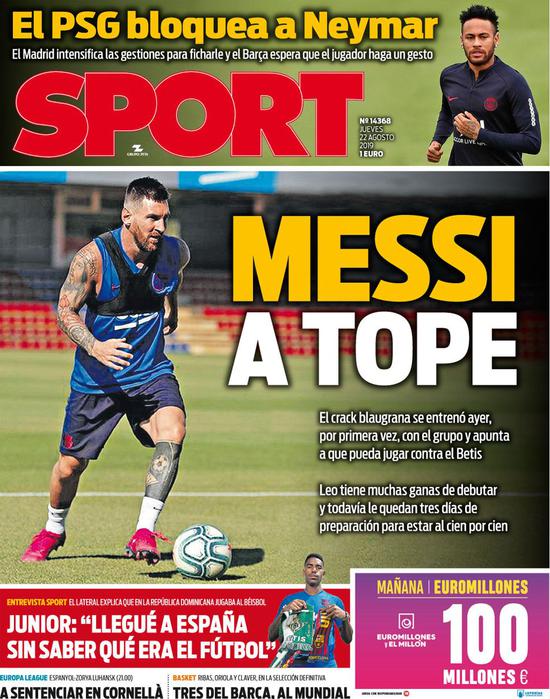 El PSG bloquea a Neymar
El Madrid intensifica las gestiones para ficharle y el Barça espera que el jugador haga un gesto
SPORT
GRUPO ZETA
Nº 14368
JUEVES
22 AGOSTO
2019
1 EURO
MESSI
A TOPE
El crack blaugrana se entrenó ayer,
por primera vez, con el grupo y apunta
a que pueda jugar contra el Betis
Leo tiene muchas ganas de debutar
y todavía le quedan tres días de
preparación para estar al cien por cien
ENTREVISTA SPORT EL LATERAL EXPLICA QUE EN LA REPÚBLICA DOMINICANA JUGABA AL BÉISBOL
JUNIOR: “LLEGUÉ A ESPAÑA
SIN SABER QUÉ ERA EL FÚTBOL”
MAÑANA | EUROMILLONES
EUROMILLONES
Y EL MILLÓN
100
MILLONES €
EUROPA LEAGUE ESPANYOL-ZORYA LUHANSK (21.00)
A SENTENCIAR EN CORNELLÀ
BASKET RIBAS, ORIOLA Y CLAVER, EN LA SELECCIÓN DEFINITIVA
TRES DEL BARÇA, AL MUNDIAL